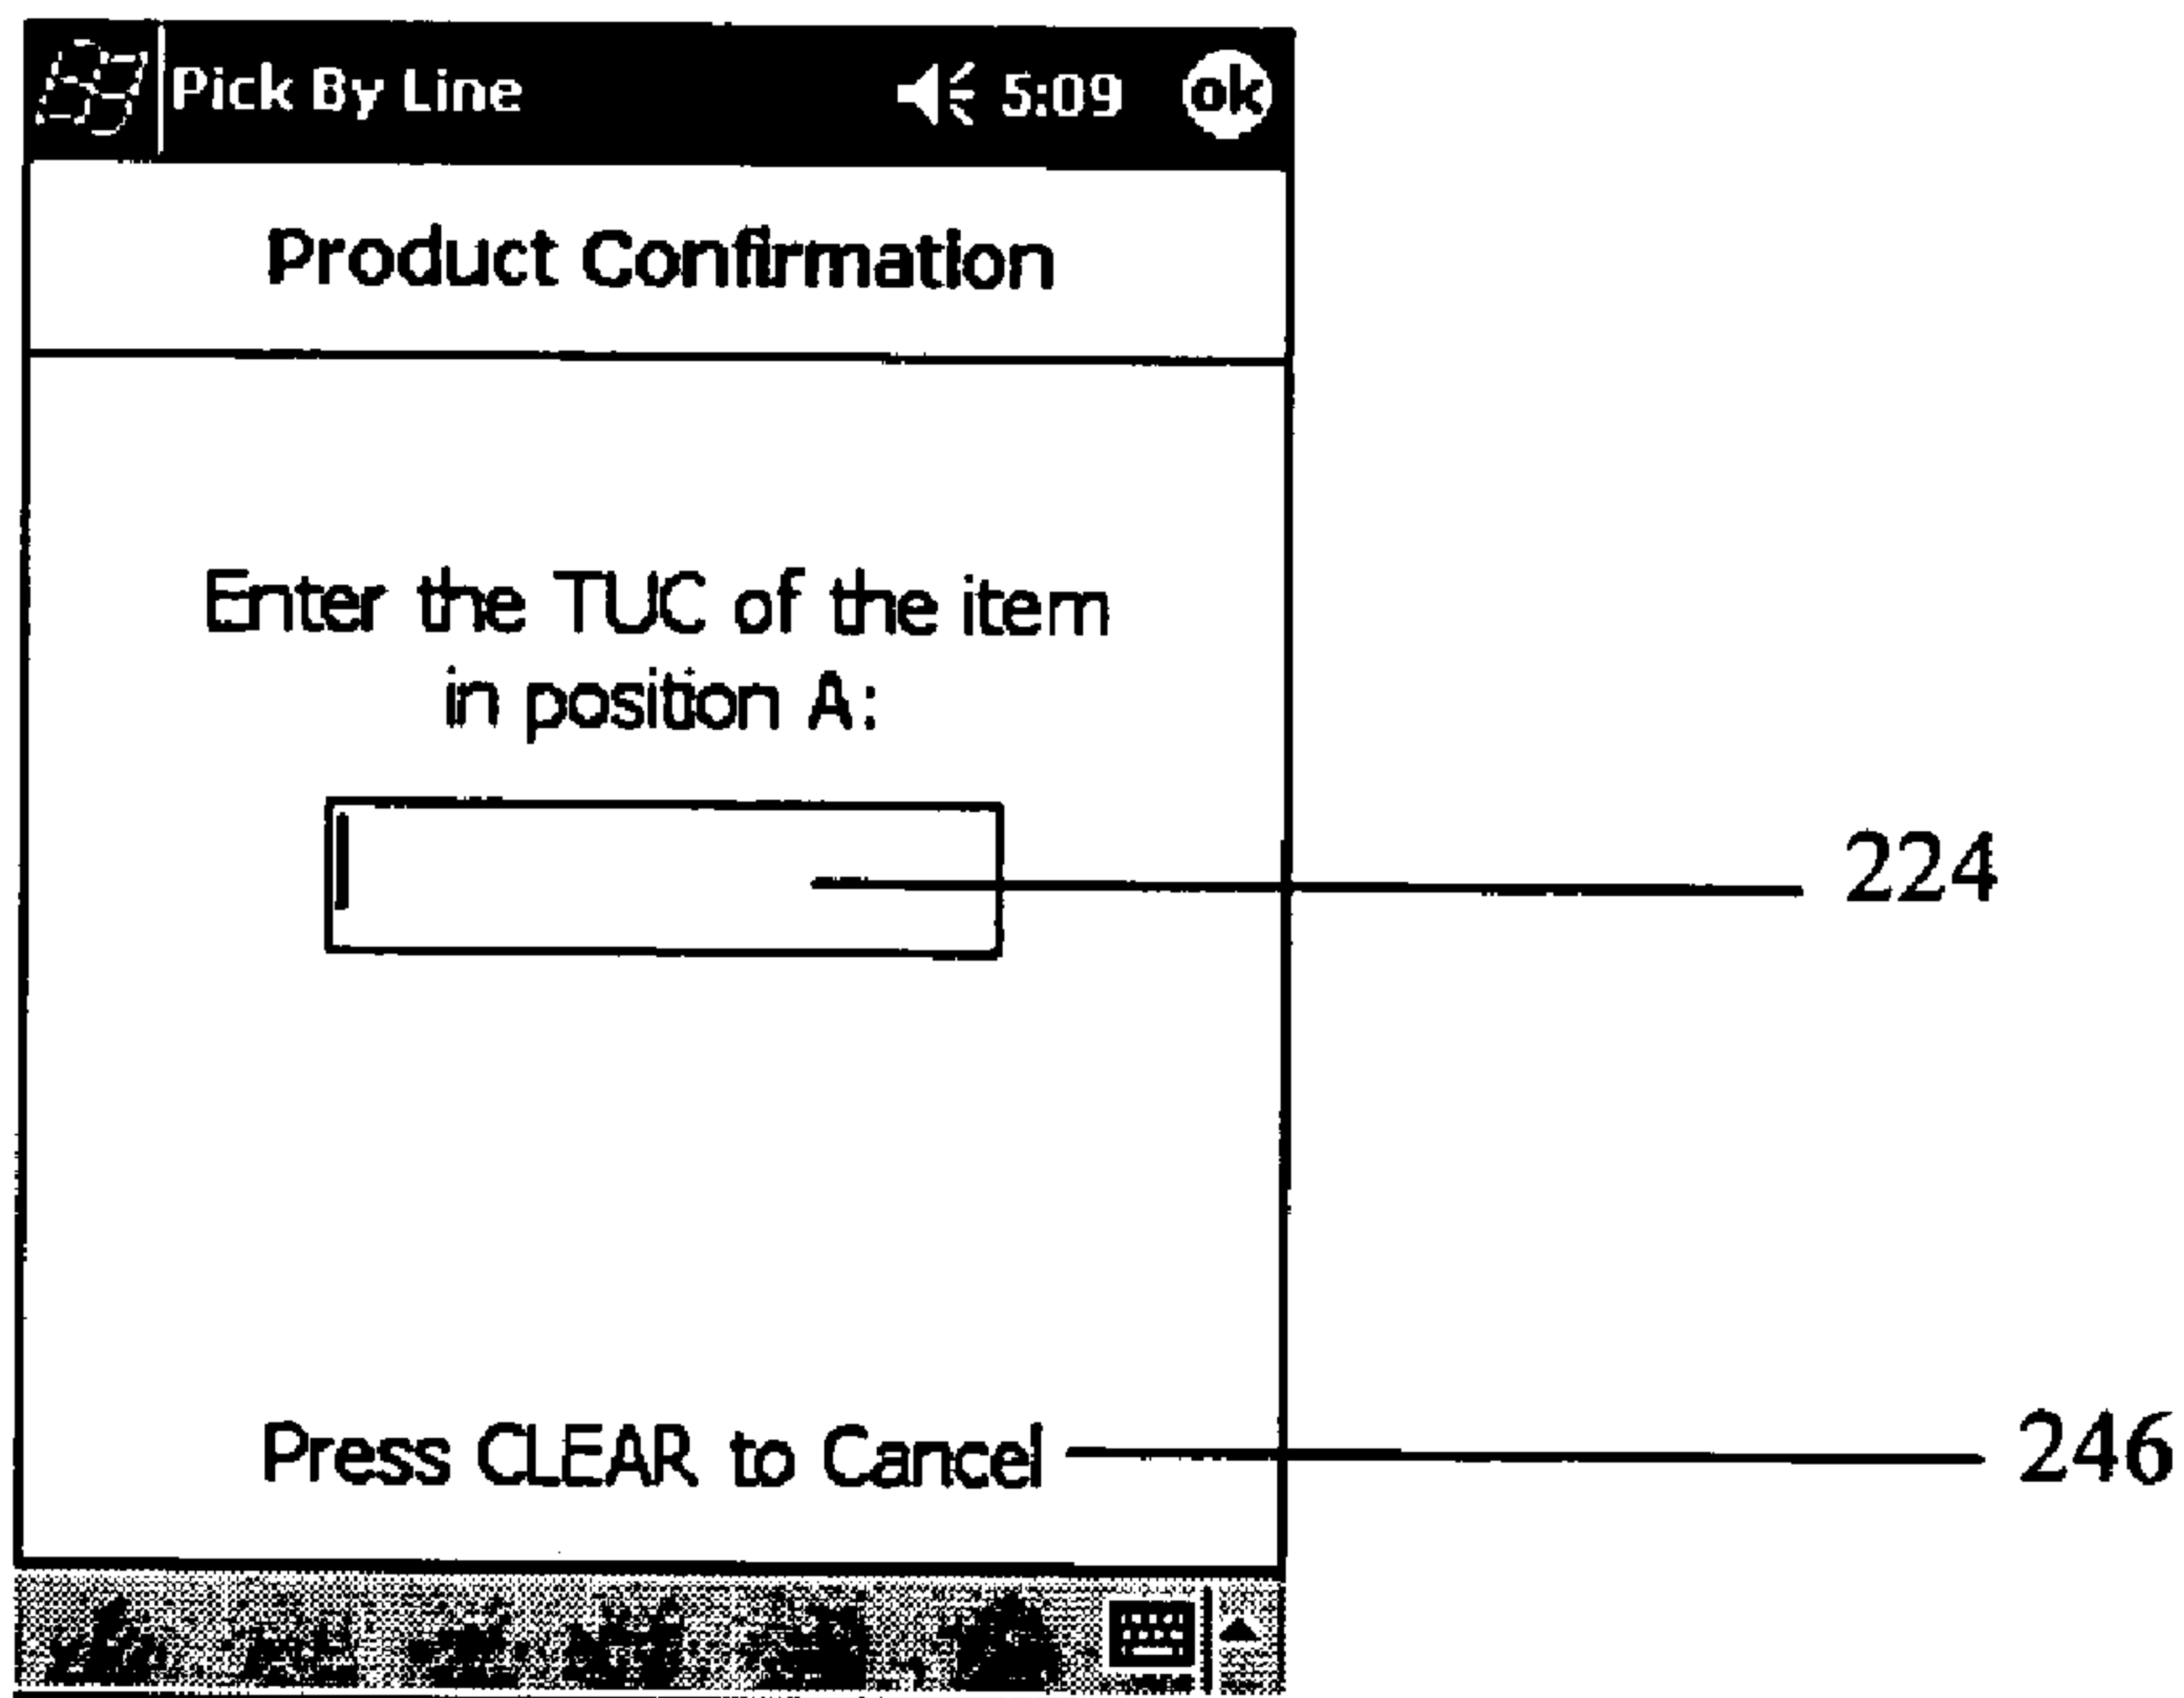 Pick By Line 5:09 ok
Product Confirmation
Enter the TUC of the item
in position A:
224
Press CLEAR to Cancel
246